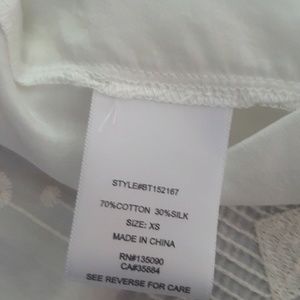 STYLE#BT152167
70%COTTON 30%SILK
SIZE: XS
MADE IN CHINA
RN#135090
CA#35884
SEE REVERSE FOR CARE